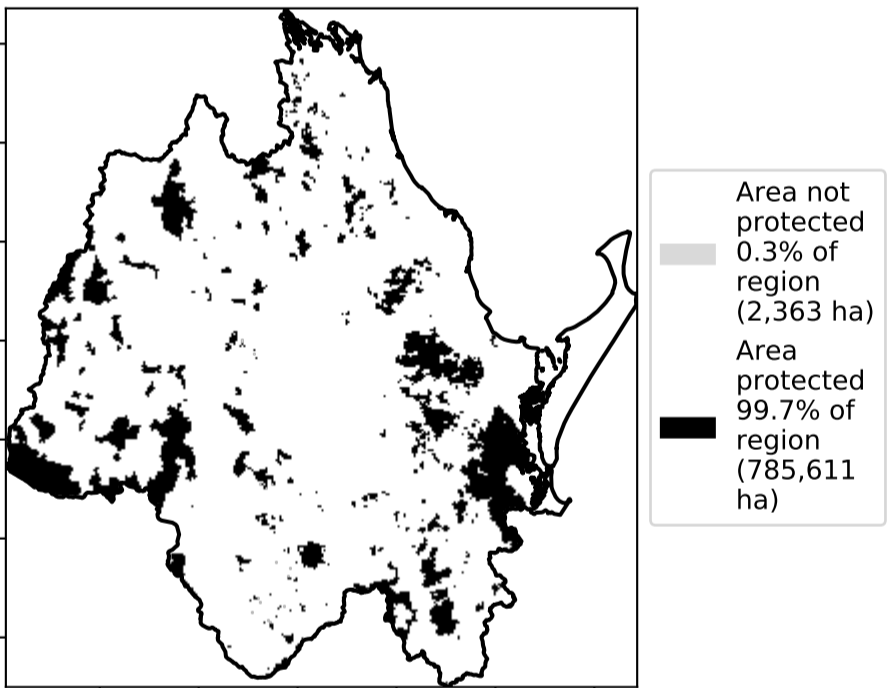 Area not
protected
0.3% of
region
(2,363 ha)
Area
protected
99.7% of
region
(785,611
ha)